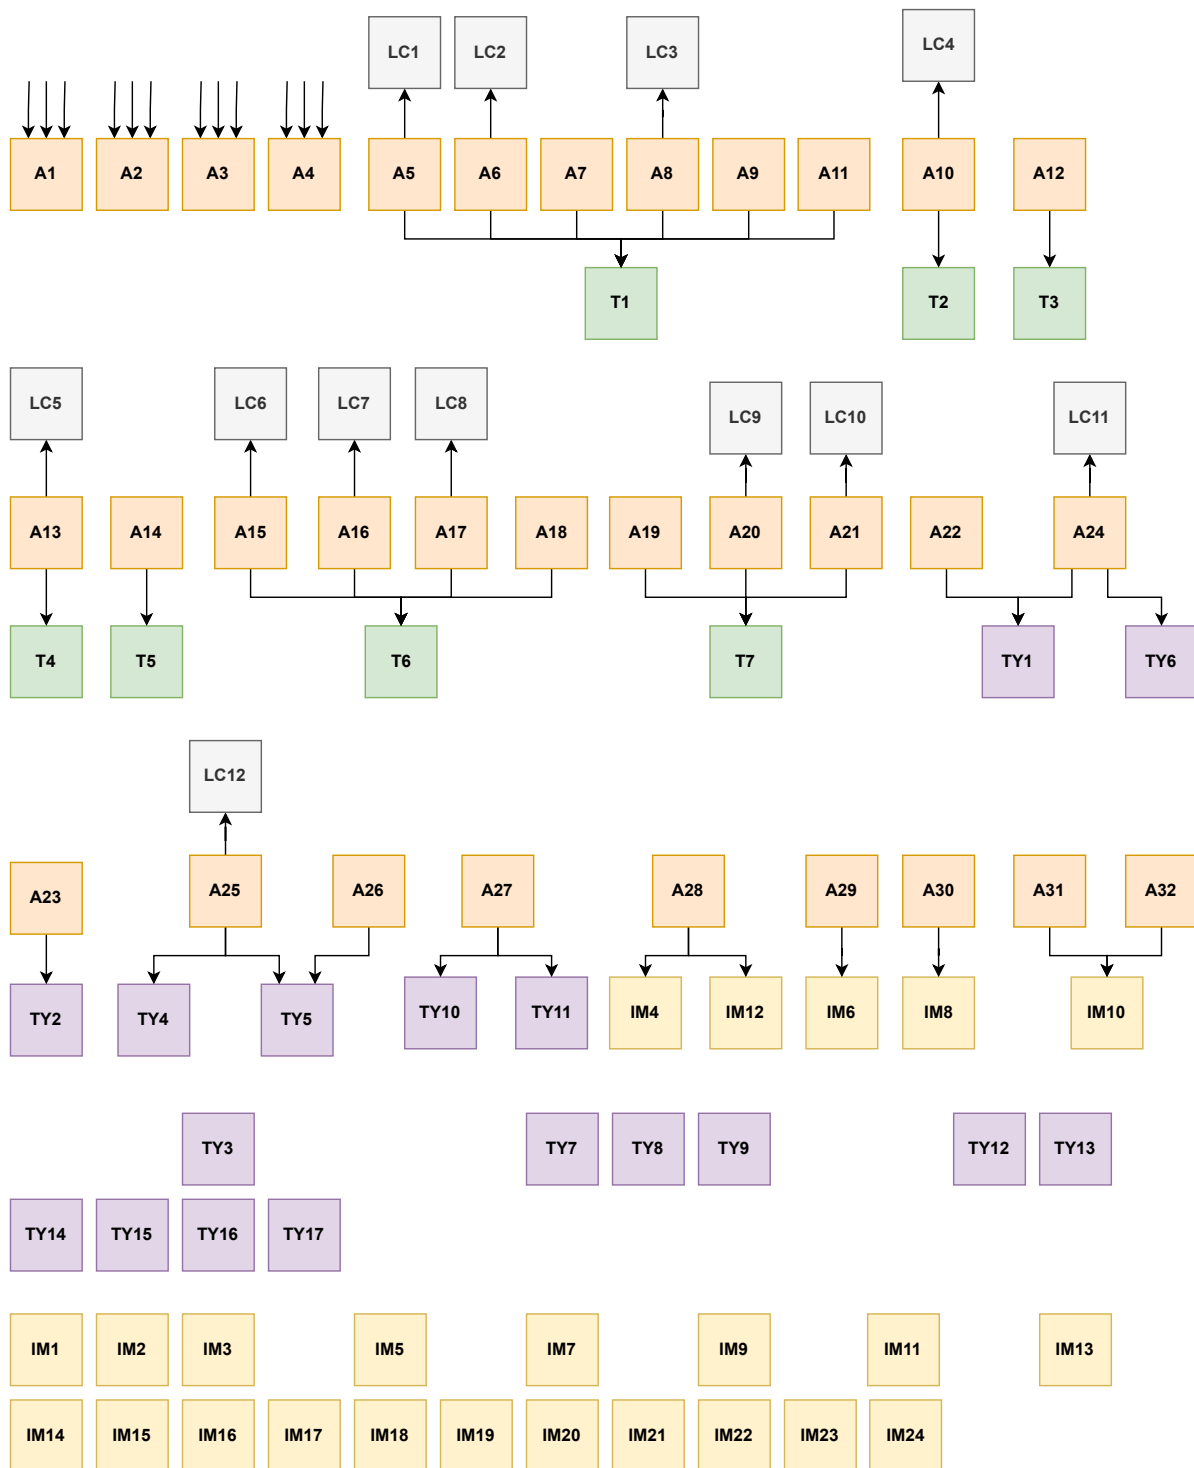 LC1 LC2 LC3 LC4
A1 A2 A3 A4 A5 A6 A7 A8 A9 A11 A10 A12
T1 T2 T3
LC5 LC6 LC7 LC8 LC9 LC10 LC11
A13 A14 A15 A16 A17 A18 A19 A20 A21 A22 A24
T4 T5 T6 T7 TY1 TY6
LC12
A23 A25 A26 A27 A28 A29 A30 A31 A32
TY2 TY4 TY5 TY10 TY11 IM4 IM12 IM6 IM8 IM10
TY3 TY7 TY8 TY9 TY12 TY13
TY14 TY15 TY16 TY17
IM1 IM2 IM3 IM5 IM7 IM9 IM11 IM13
IM14 IM15 IM16 IM17 IM18 IM19 IM20 IM21 IM22 IM23 IM24